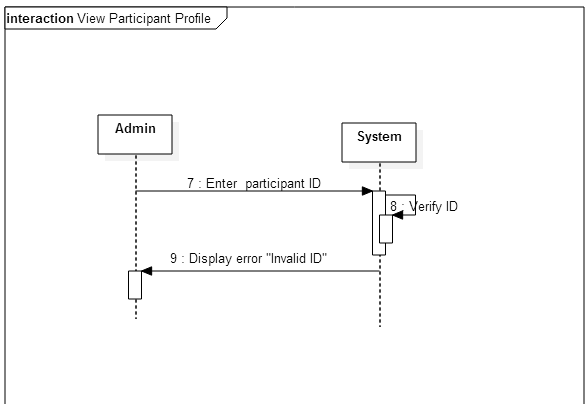 interaction View Participant Profile
Admin
System
7 : Enter participant ID
8 : Verify ID
9 : Display error "Invalid ID"